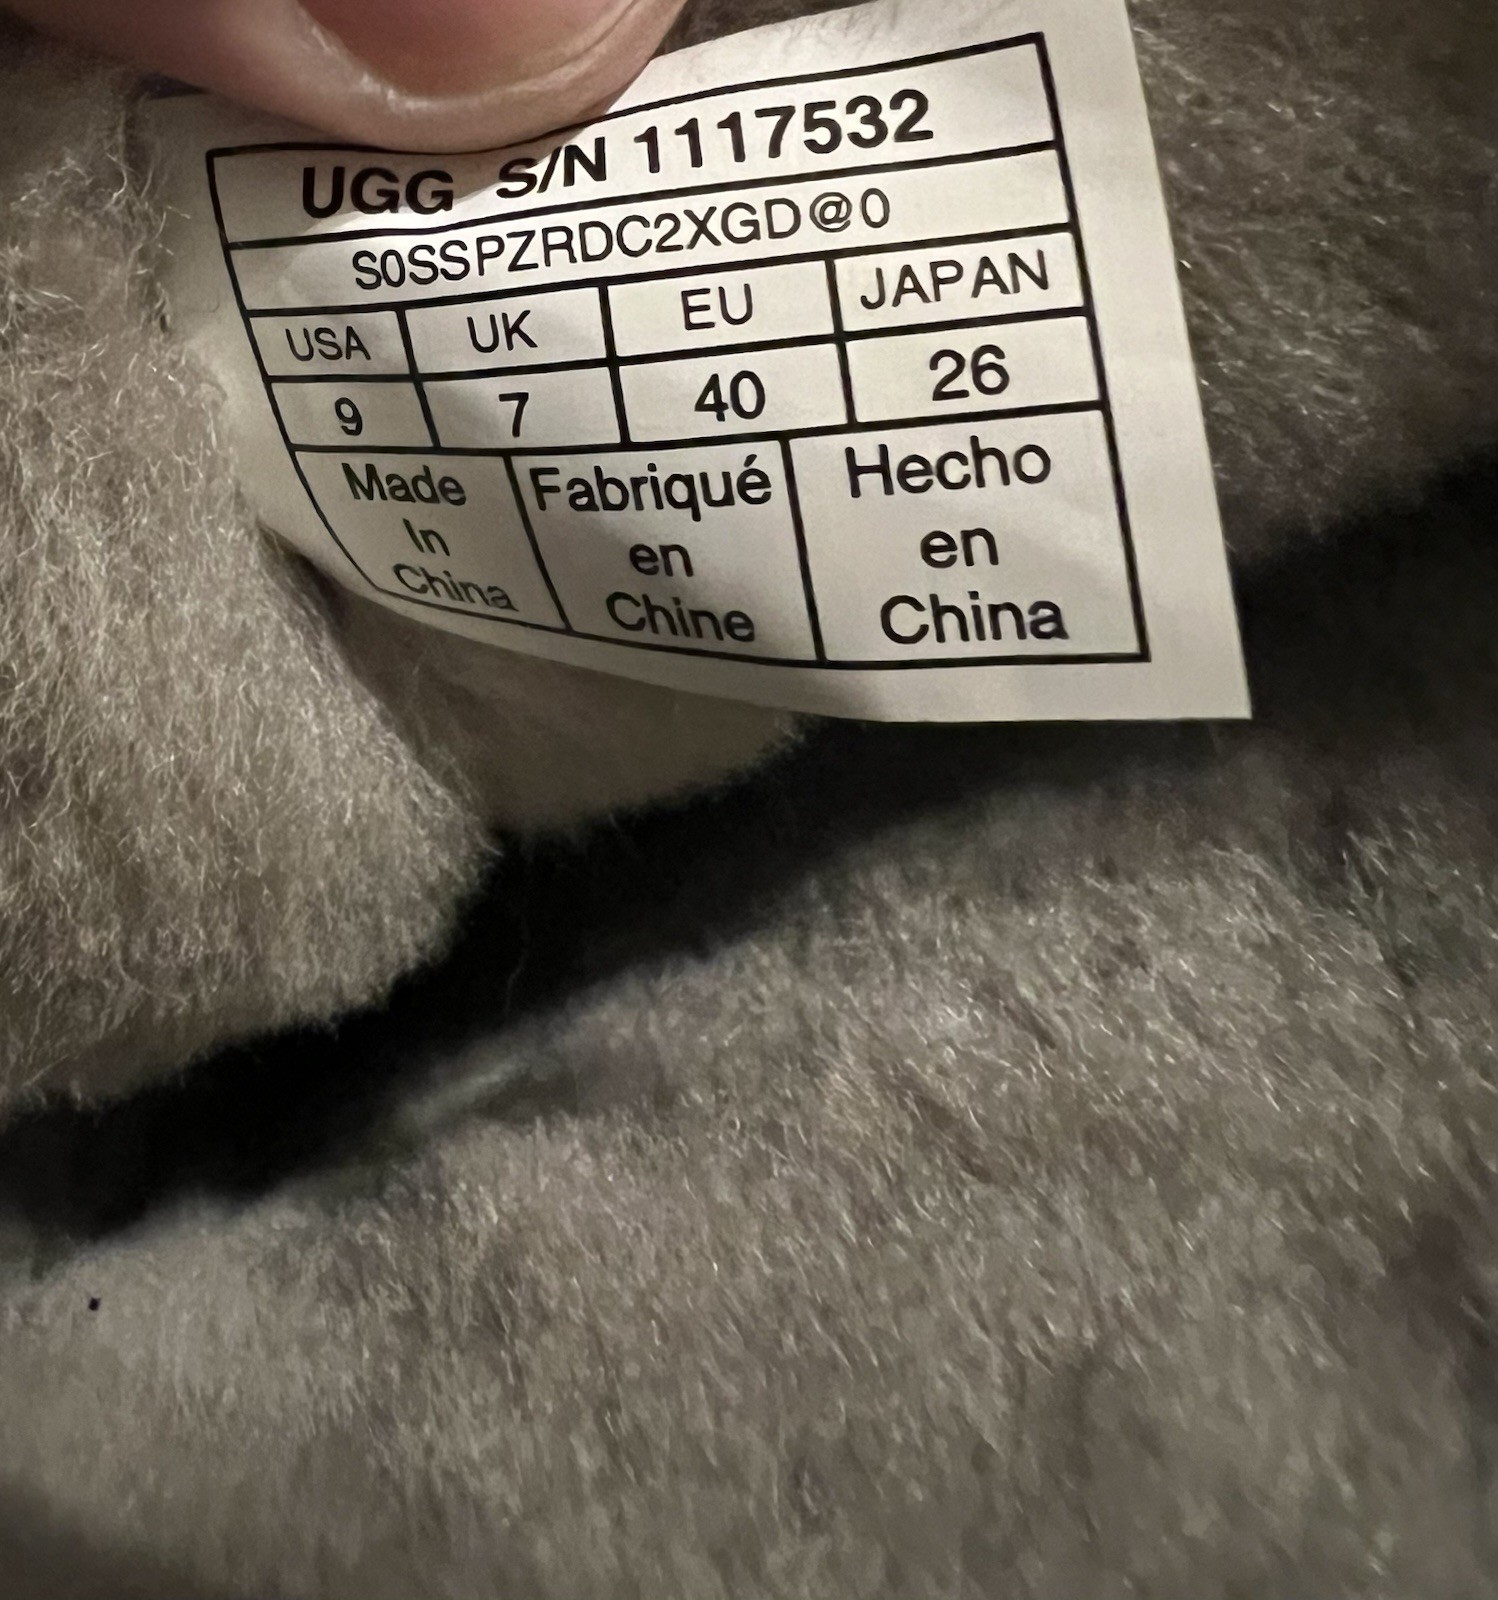 UGG S/N 1117532
S0SSPZRDC2XGD@0
USA UK EU JAPAN
9 7 40 26
Made
In
China
Fabriqué
en
Chine
Hecho
en
China